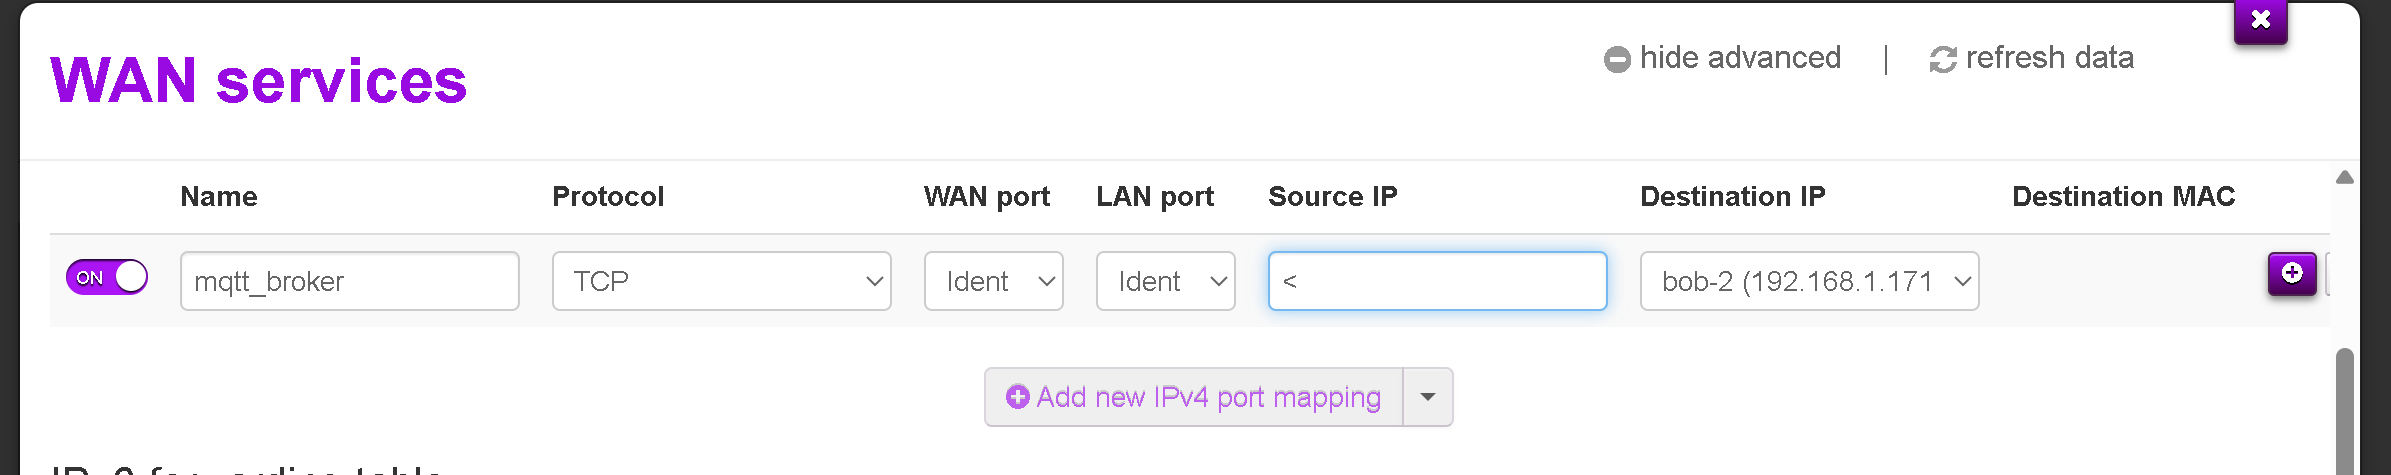 WAN services
hide advanced | refresh data
Name Protocol WAN port LAN port Source IP Destination IP Destination MAC
ON mqtt_broker TCP Ident Ident < bob-2 (192.168.1.171
Add new IPv4 port mapping